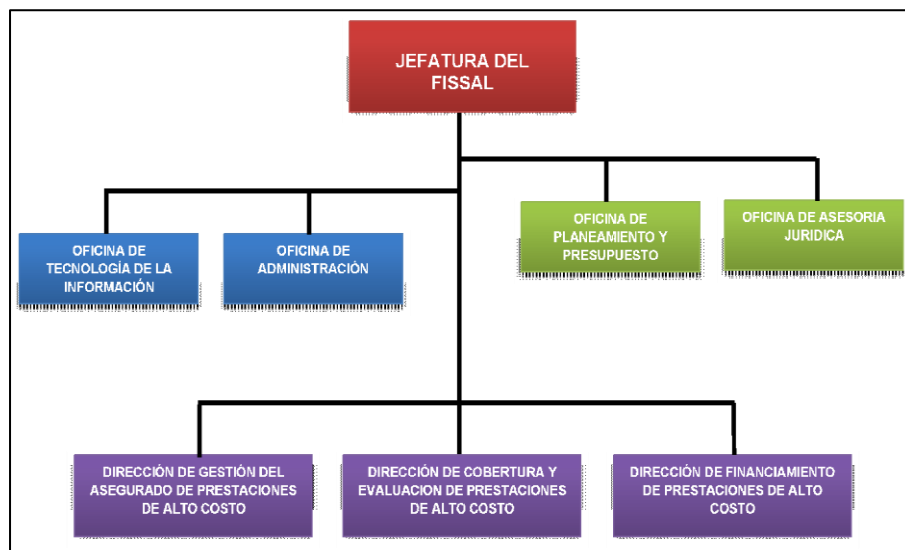 JEFATURA DEL
FISSAL
OFICINA DE
TECNOLOGÍA DE LA
INFORMACIÓN
OFICINA DE
ADMINISTRACIÓN
OFICINA DE
PLANEAMIENTO Y
PRESUPUESTO
OFICINA DE ASESORIA
JURIDICA
DIRECCIÓN DE GESTIÓN DEL
ASEGURADO DE PRESTACIONES
DE ALTO COSTO
DIRECCIÓN DE COBERTURA Y
EVALUACION DE PRESTACIONES
DE ALTO COSTO
DIRECCIÓN DE FINANCIAMIENTO
DE PRESTACIONES DE ALTO
COSTO